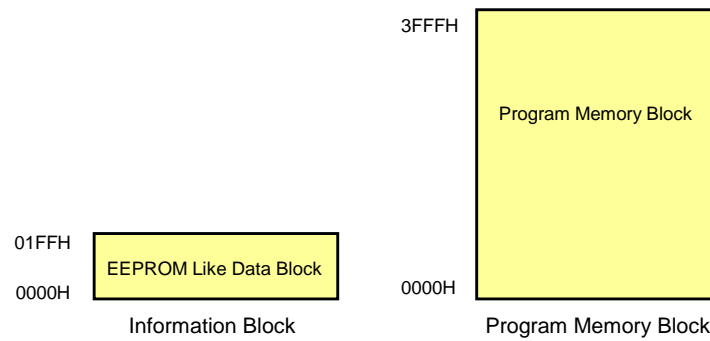 01FFH
EEPROM Like Data Block
0000H
Information Block
3FFFH
Program Memory Block
0000H
Program Memory Block